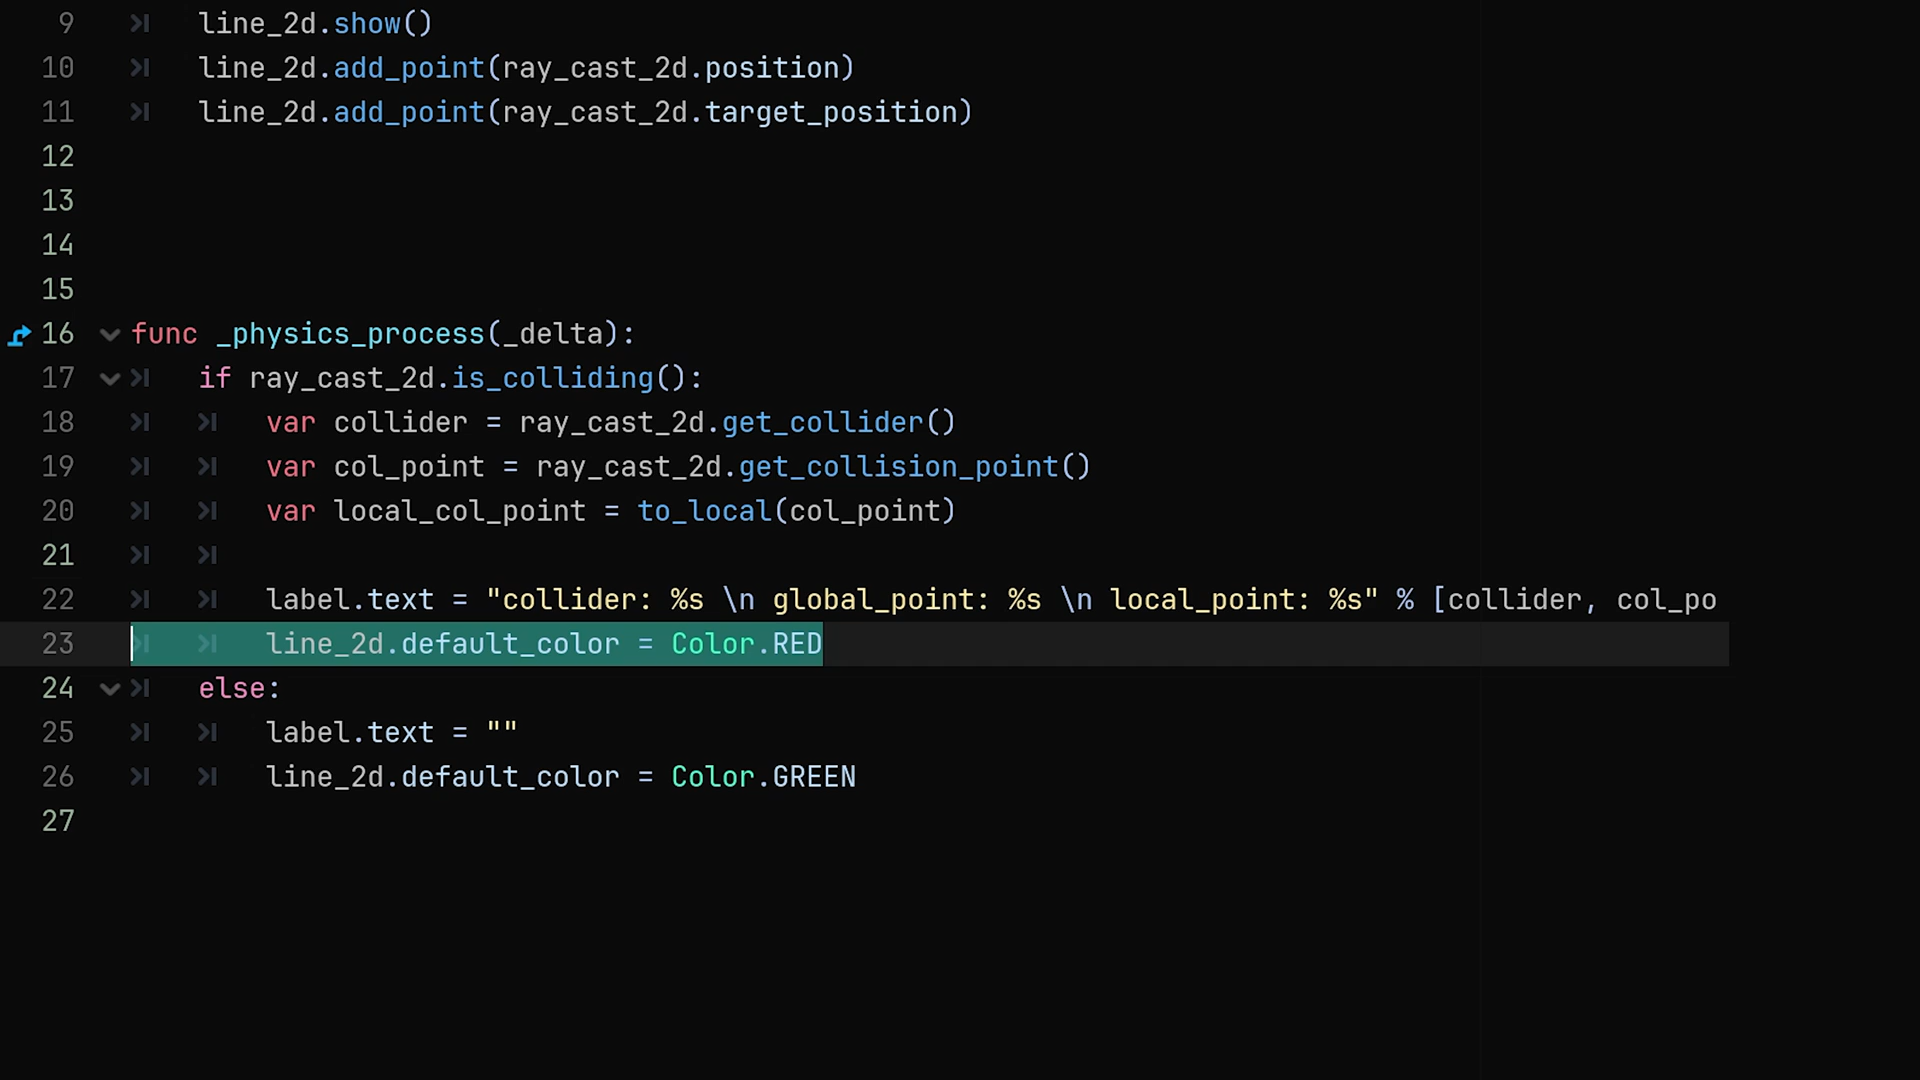 9 line_2d.show()
10 line_2d.add_point(ray_cast_2d.position)
11 line_2d.add_point(ray_cast_2d.target_position)
12
13
14
15
16 func _physics_process(_delta):
17 if ray_cast_2d.is_colliding():
18 var collider = ray_cast_2d.get_collider()
19 var col_point = ray_cast_2d.get_collision_point()
20 var local_col_point = to_local(col_point)
21
22 label.text = "collider: %s \n global_point: %s \n local_point: %s" % [collider, col_po
23 line_2d.default_color = Color.RED
24 else:
25 label.text = ""
26 line_2d.default_color = Color.GREEN
27